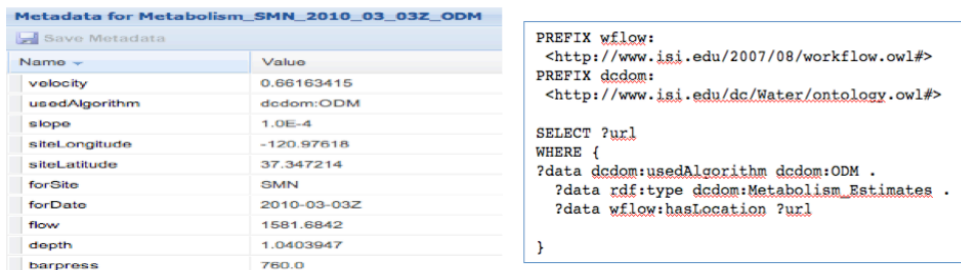 Metadata for Metabolism_SMN_2010_03_03Z_ODM
Save Metadata
Name Value
velocity 0.66163415
usedAlgorithm dcdom:ODM
slope 1.0E-4
siteLongitude -120.97618
siteLatitude 37.347214
forSite SMN
forDate 2010-03-03Z
flow 1581.6842
depth 1.0403947
barpress 760.0
PREFIX wflow:
<http://www.isi.edu/2007/08/workflow.owl#>
PREFIX dcdom:
<http://www.isi.edu/dc/Water/ontology.owl#>
SELECT ?url
WHERE {
?data dcdom:usedAlgorithm dcdom:ODM .
?data rdf:type dcdom:Metabolism_Estimates .
?data wflow:hasLocation ?url
}